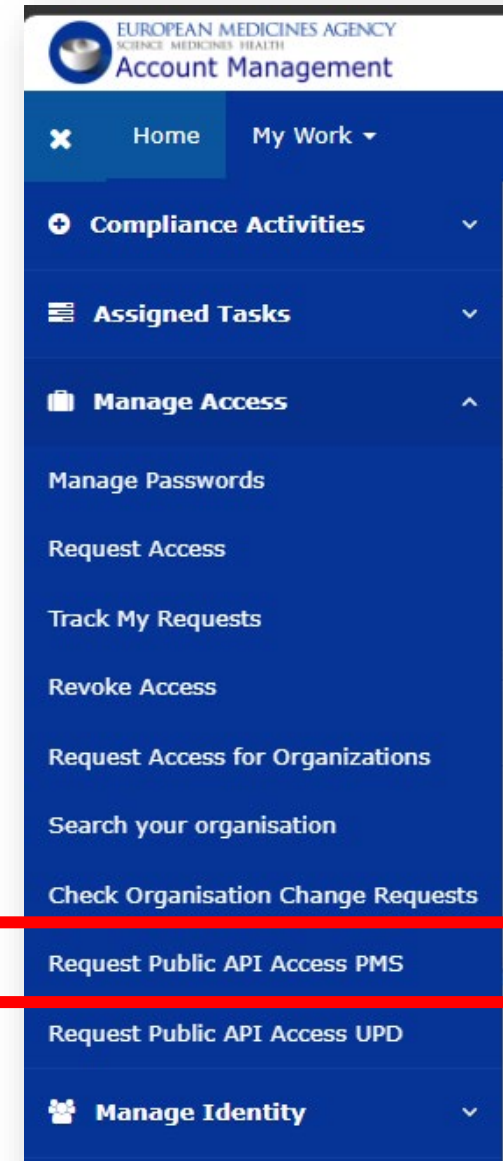 EUROPEAN MEDICINES AGENCY
SCIENCE MEDICINES HEALTH
Account Management
Home My Work
Compliance Activities
Assigned Tasks
Manage Access
Manage Passwords
Request Access
Track My Requests
Revoke Access
Request Access for Organizations
Search your organisation
Check Organisation Change Requests
Request Public API Access PMS
Request Public API Access UPD
Manage Identity